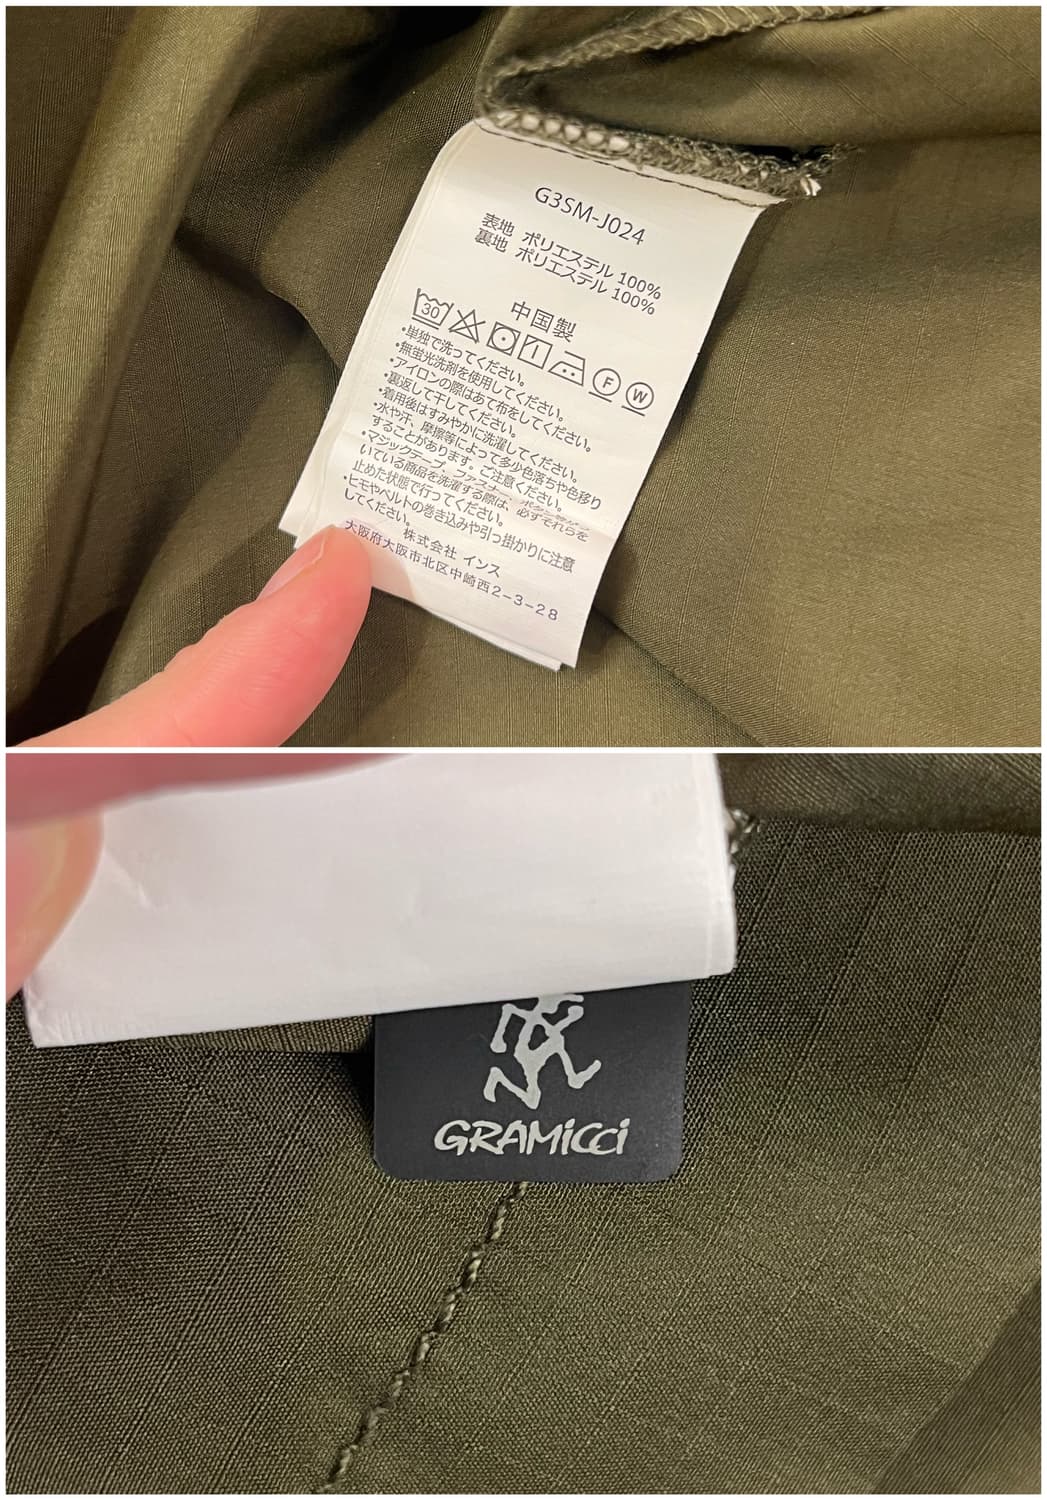 G3SM-J024
表地 ポリエステル 100%
裏地 ポリエステル 100%
中国製
30
F W
・単独で洗ってください。
・無蛍光洗剤を使用してください。
・アイロンの際はあて布をしてください。
・裏返して干してください。
・着用後はすみやかに洗濯してください。
・水や汗、摩擦等によって多少色落ちや色移り
することがあります。ご注意ください。
・マジックテープ、ファスナー、ボタン等が
いている商品を洗濯する際は、必ずそれらを
止めた状態で行ってください。
・ヒモやベルトの巻き込みや引っ掛かりに注意
してください。
株式会社 インス
大阪府大阪市北区中崎西2-3-28
GRAMiCCi